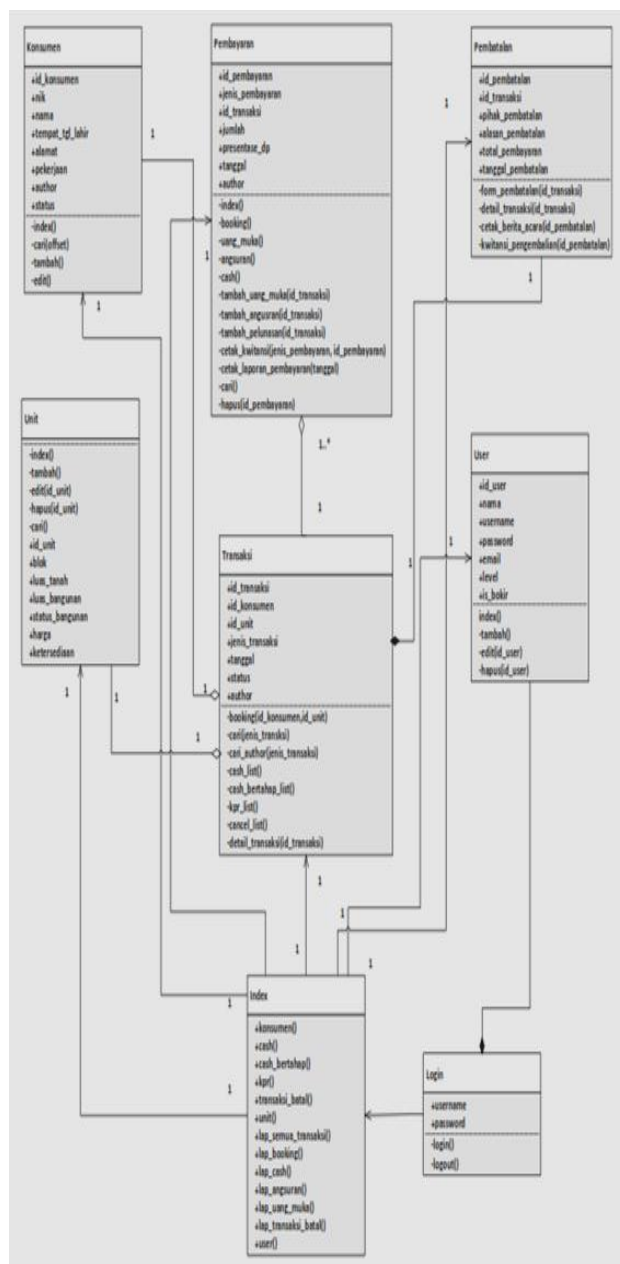 Konsumen
+id_konsumen
+nik
+nama
+tempat_tgl_lahir
+alamat
+pekerjaan
+author
+status
-index()
-cari(offset)
-tambah()
-edit()
Pembayaran
+id_pembayaran
+jenis_pembayaran
+id_transaksi
+jumlah
+presentase_dp
+tanggal
+author
-index()
-booking()
-uang_muka()
-angsuran()
-cash()
-tambah_uang_muka(id_transaksi)
-tambah_angusran(id_transaksi)
-tambah_pelunasan(id_transaksi)
-cetak_kwitansi(jenis_pembayaran, id_pembayaran)
-cetak_laporan_pembayaran(tanggal)
-cari()
-hapus(id_pembayaran)
Pembatalan
+id_pembatalan
+id_transaksi
+pihak_pembatalan
+alasan_pembatalan
+total_pembayaran
+tanggal_pembatalan
-form_pembatalan(id_transaksi)
-detail_transaksi(id_transaksi)
-cetak_berita_acara(id_pembatalan)
-kwitansi_pengembalian(id_pembatalan)
1
1
1
1
1
1..*
1
Unit
-index()
-tambah()
-edit(id_unit)
-hapus(id_unit)
-cari()
+id_unit
+blok
+luas_tanah
+luas_bangunan
+status_bangunan
+harga
+ketersediaan
User
+id_user
+nama
+username
+password
+email
+level
+is_bokir
index()
-tambah()
-edit(id_user)
-hapus(id_user)
Transaksi
+id_transaksi
+id_konsumen
+id_unit
+jenis_transaksi
+tanggal
+status
+author
-booking(id_konsumen,id_unit)
-cari(jenis_transksi)
-cari_author(jenis_transaksi)
-cash_list()
-cash_bertahap_list()
-kpr_list()
-cancel_list()
-detail_transaksi(id_transaksi)
1
1
1
1
1
1
1
1
1
1
1
1
Index
+konsumen()
+cash()
+cash_bertahap()
+kpr()
+transaksi_batal()
+unit()
+lap_semua_transaksi()
+lap_booking()
+lap_cash()
+lap_angsuran()
+lap_uang_muka()
+lap_transaksi_batal()
+user()
Login
+username
+password
-login()
-logout()